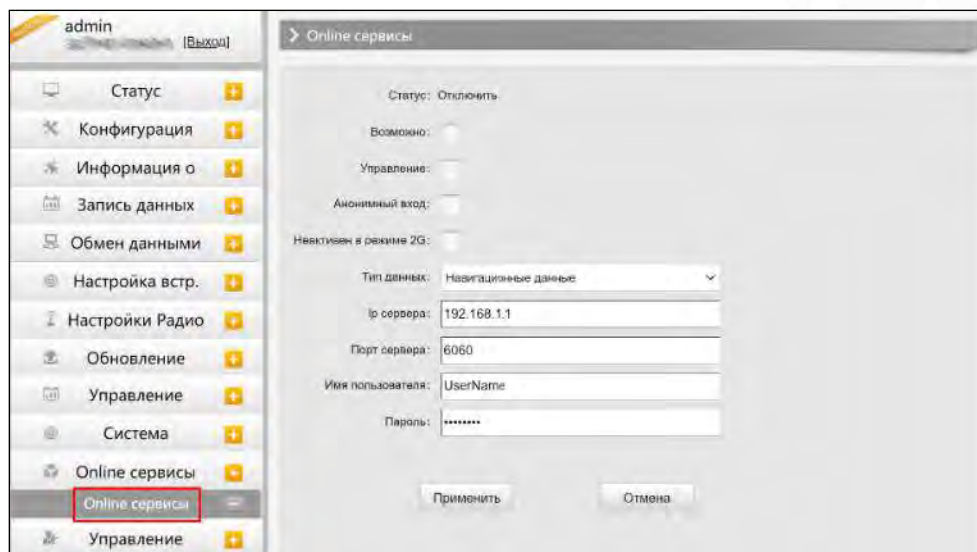 admin
[Выход]
Статус
Конфигурация
Информация о
Запись данных
Обмен данными
Настройка встр.
Настройки Радио
Обновление
Управление
Система
Online сервисы
Online сервисы
Управление
Online сервисы
Статус: Отключить
Возможно:
Управление:
Анонимный вход:
Неактивен в режиме 2G:
Тип данных: Навигационные данные
Ip сервера: 192.168.1.1
Порт сервера: 6060
Имя пользователя: UserName
Пароль: ••••••••
Применить Отмена